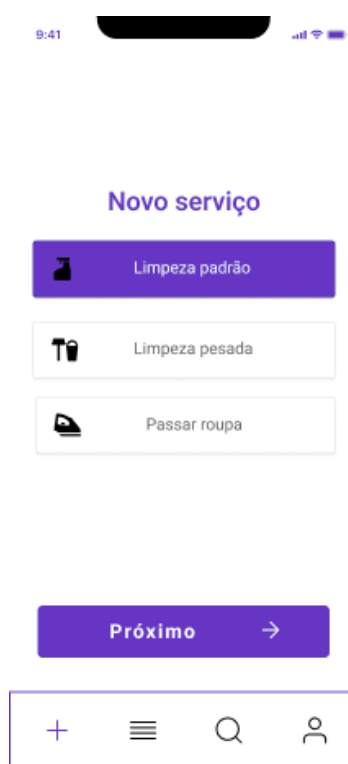 9:41
Novo serviço
Limpeza padrão
Limpeza pesada
Passar roupa
Próximo